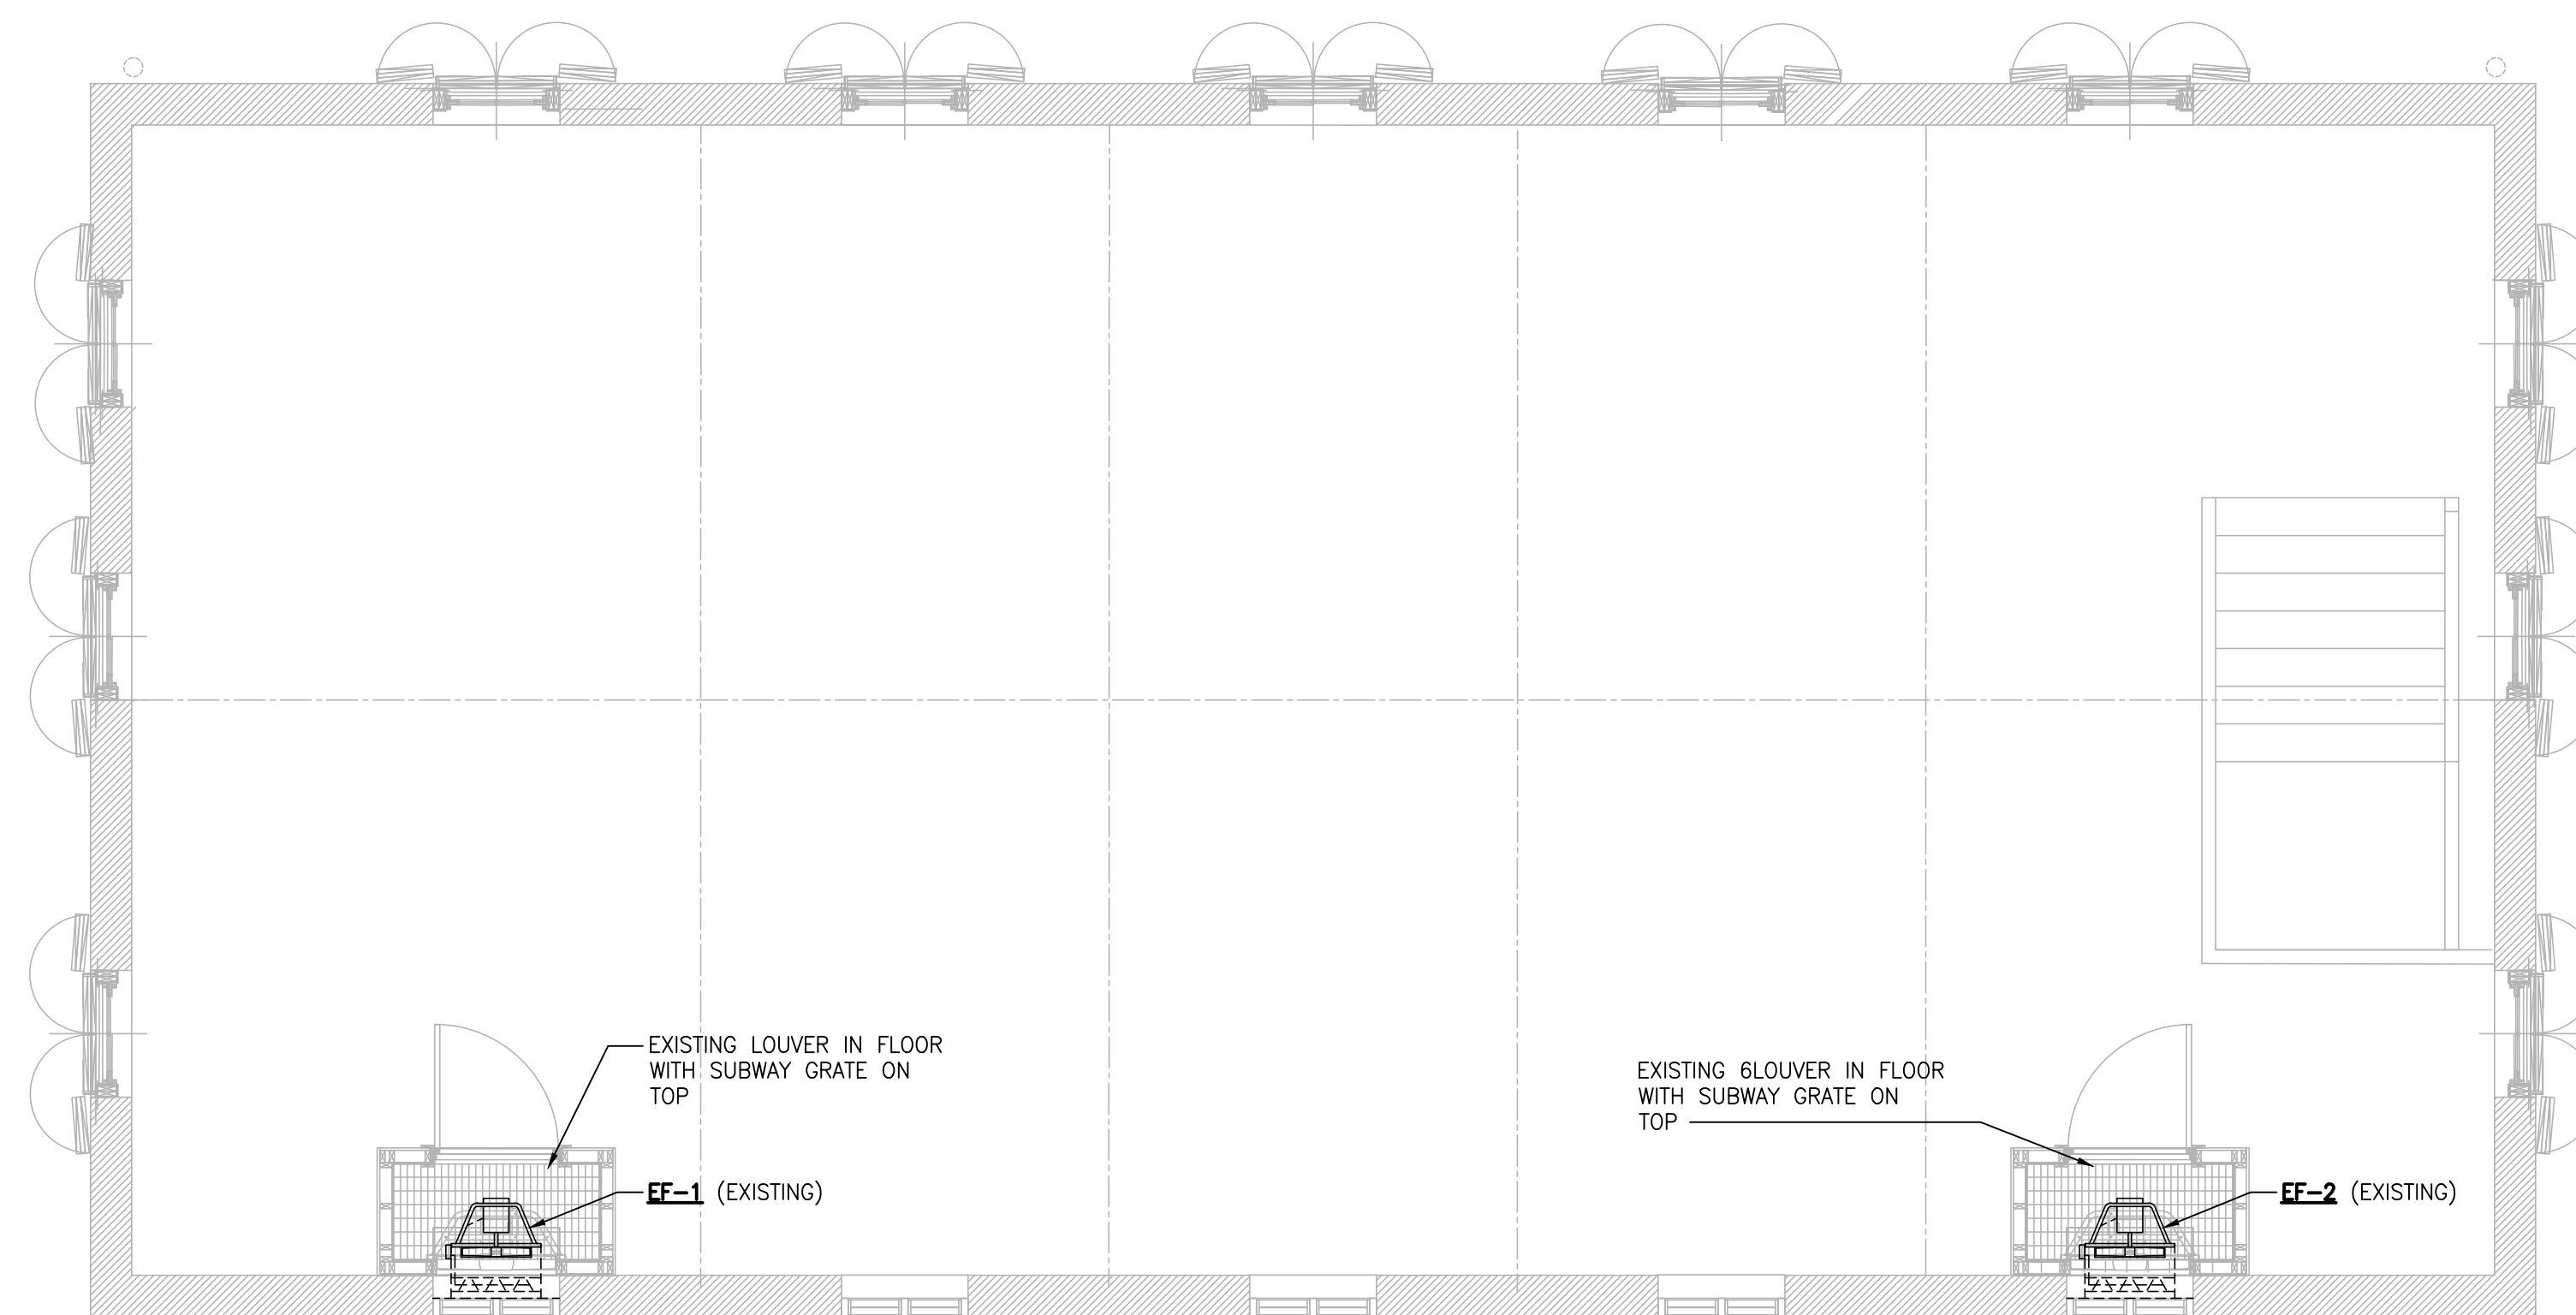 EXISTING LOUVER IN FLOOR
WITH SUBWAY GRATE ON
TOP
EXISTING 6LOUVER IN FLOOR
WITH SUBWAY GRATE ON
TOP
EF-1 (EXISTING)
EF-2 (EXISTING)